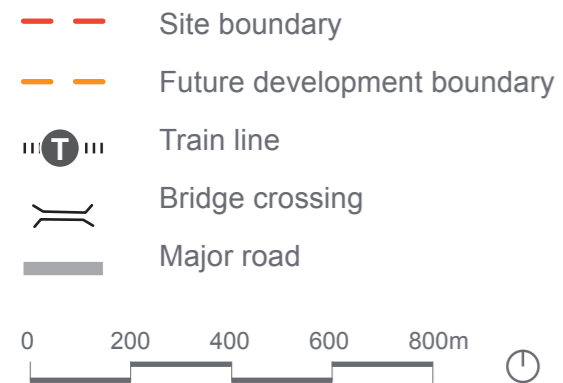 Site boundary
Future development boundary
T Train line
Bridge crossing
Major road
0 200 400 600 800m